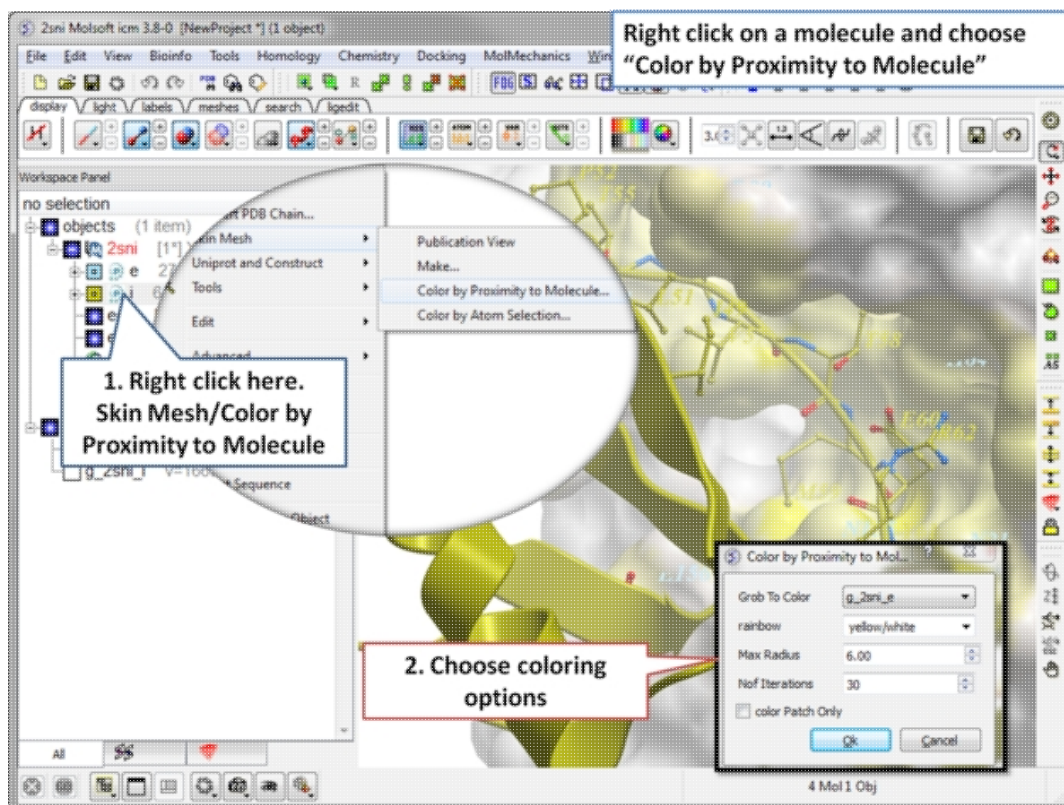 2sni Molsoft icm 3.8-0 [NewProject *] (1 object)
Right click on a molecule and choose
“Color by Proximity to Molecule”
File Edit View Bioinfo Tools Homology Chemistry Docking MolMechanics
display light labels meshes search ligedit
Workspace Panel
no selection
objects (1 item)
2sni [1*]
e
i
PDB Chain...
Skin Mesh
Uniprot and Construct
Tools
Edit
Advanced
Sequence
Object
Publication View
Make...
Color by Proximity to Molecule...
Color by Atom Selection...
1. Right click here.
Skin Mesh/Color by
Proximity to Molecule
g_2sni_i
2. Choose coloring
options
Color by Proximity to Mol...
Grob To Color g_2sni_e
rainbow yellow/white
Max Radius 6.00
Nof Iterations 30
color Patch Only
Ok Cancel
All
4 Mol 1 Obj